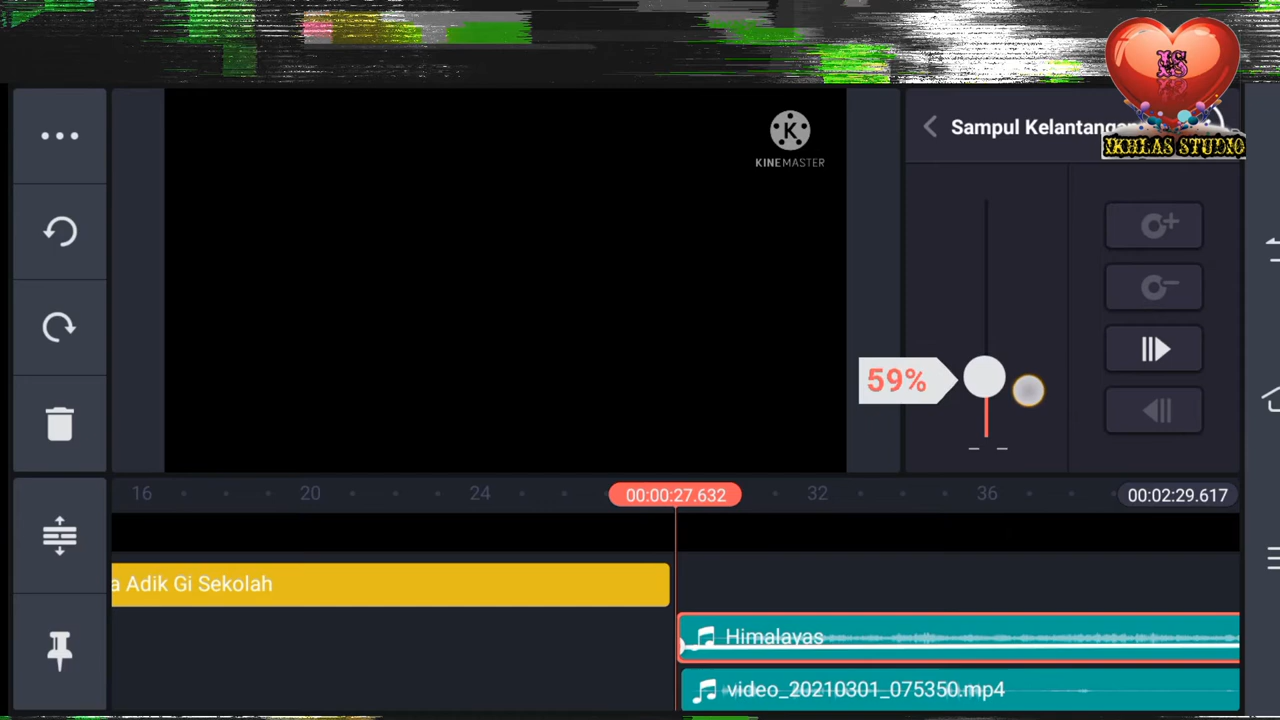 K
KINEMASTER
Sampul Kelantangan
IKHLAS STUDIO
59%
16
20
24
00:00:27.632
32
36
00:02:29.617
a Adik Gi Sekolah
Himalayas
video_20210301_075350.mp4